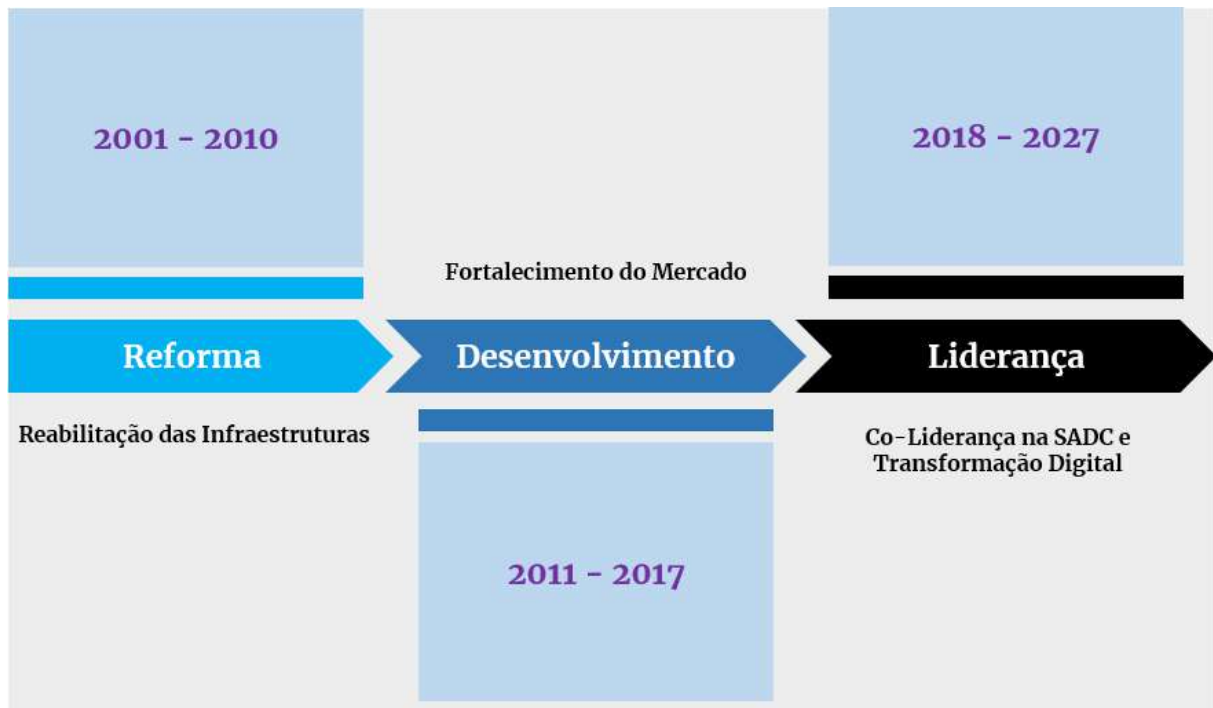 2001 - 2010
Reforma
Reabilitação das Infraestruturas
Fortalecimento do Mercado
Desenvolvimento
2011 - 2017
2018 - 2027
Liderança
Co-Liderança na SADC e
Transformação Digital